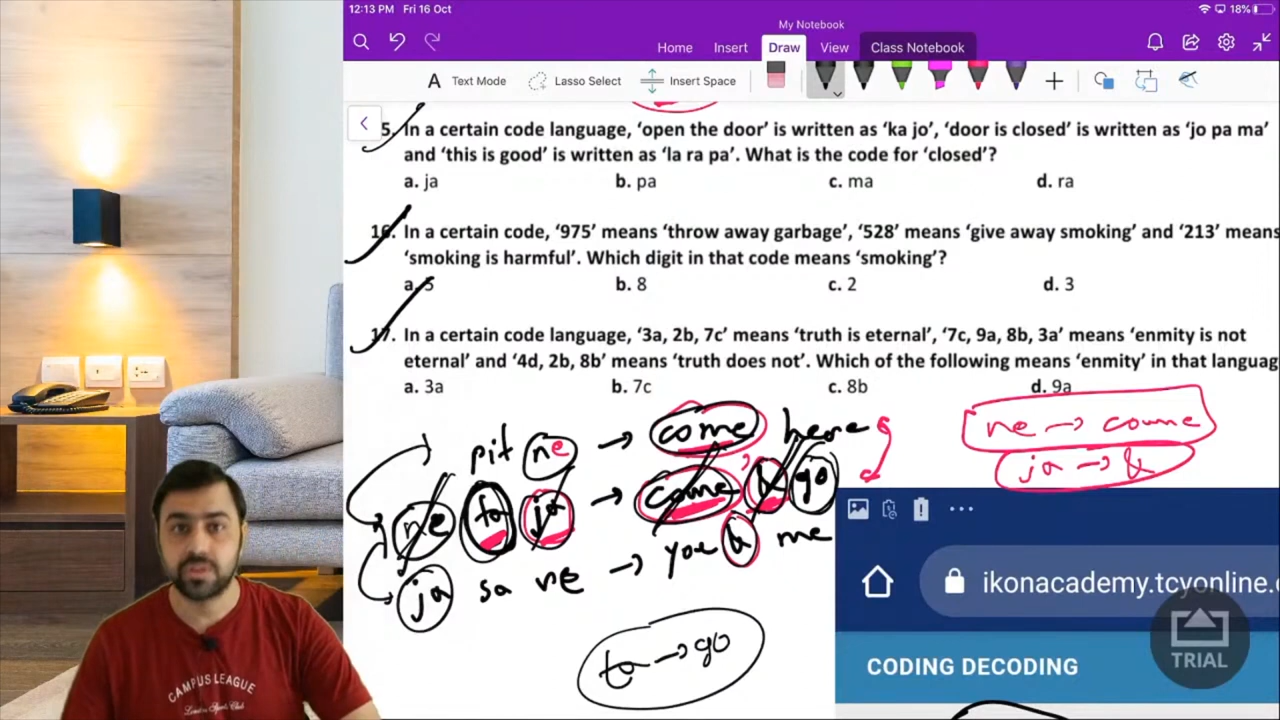 12:13 PM Fri 16 Oct
18%
My Notebook
Home Insert Draw View Class Notebook
A Text Mode Lasso Select Insert Space
5. In a certain code language, ‘open the door’ is written as ‘ka jo’, ‘door is closed’ is written as ‘jo pa ma’
and ‘this is good’ is written as ‘la ra pa’. What is the code for ‘closed’?
a. ja b. pa c. ma d. ra
16. In a certain code, ‘975’ means ‘throw away garbage’, ‘528’ means ‘give away smoking’ and ‘213’ means
‘smoking is harmful’. Which digit in that code means ‘smoking’?
a. 5 b. 8 c. 2 d. 3
17. In a certain code language, ‘3a, 2b, 7c’ means ‘truth is eternal’, ‘7c, 9a, 8b, 3a’ means ‘enmity is not
eternal’ and ‘4d, 2b, 8b’ means ‘truth does not’. Which of the following means ‘enmity’ in that languag
a. 3a b. 7c c. 8b d. 9a
pit ne → come here
ne → come
ja → &
ne ta ja → come & go
ja sa re → you & me
ta → go
ikonacademy.tcyonline.c
CODING DECODING
TRIAL
CAMPUS LEAGUE